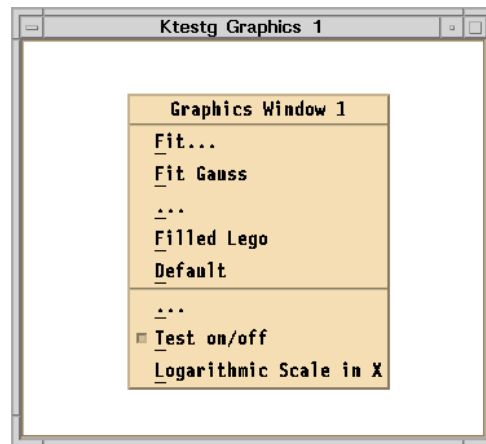 Ktestg Graphics 1
Graphics Window 1
Fit...
Fit Gauss
...
Filled Lego
Default
...
Test on/off
Logarithmic Scale in X